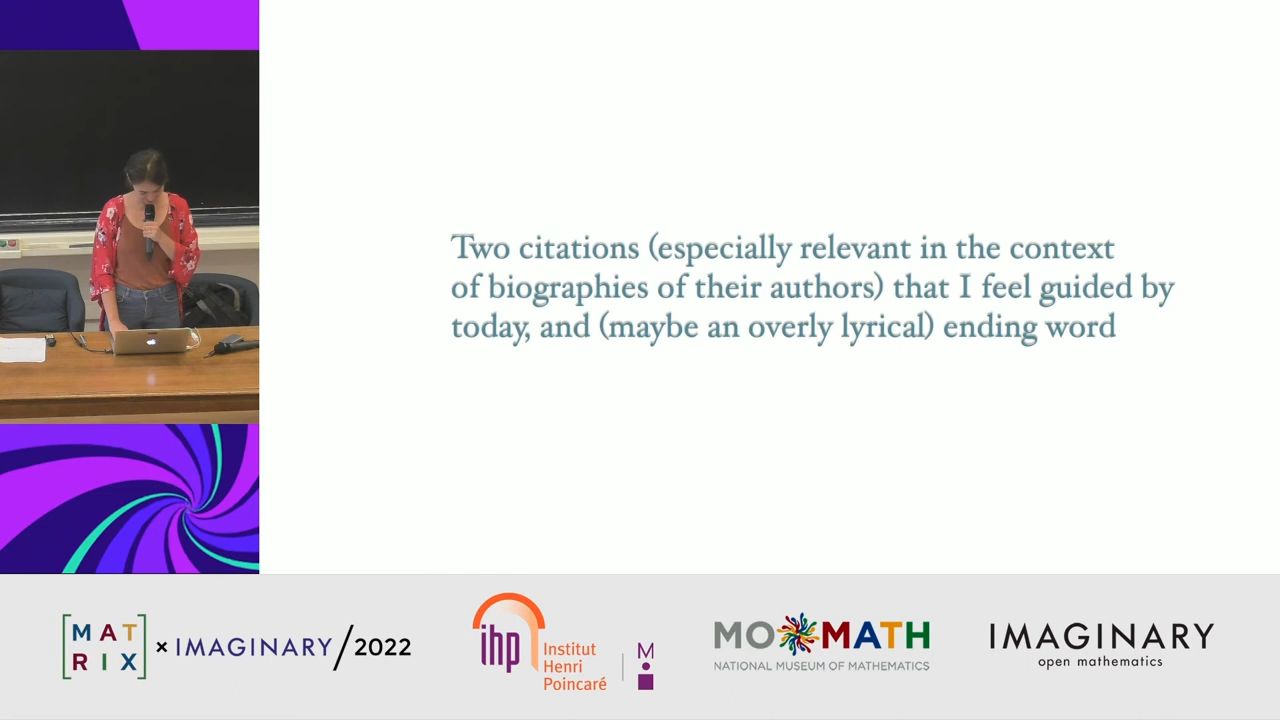 Two citations (especially relevant in the context
of biographies of their authors) that I feel guided by
today, and (maybe an overly lyrical) ending word
[MAT
RIX] × IMAGINARY/2022
ihp Institut
Henri
Poincaré
M
MOMATH
NATIONAL MUSEUM OF MATHEMATICS
IMAGINARY
open mathematics